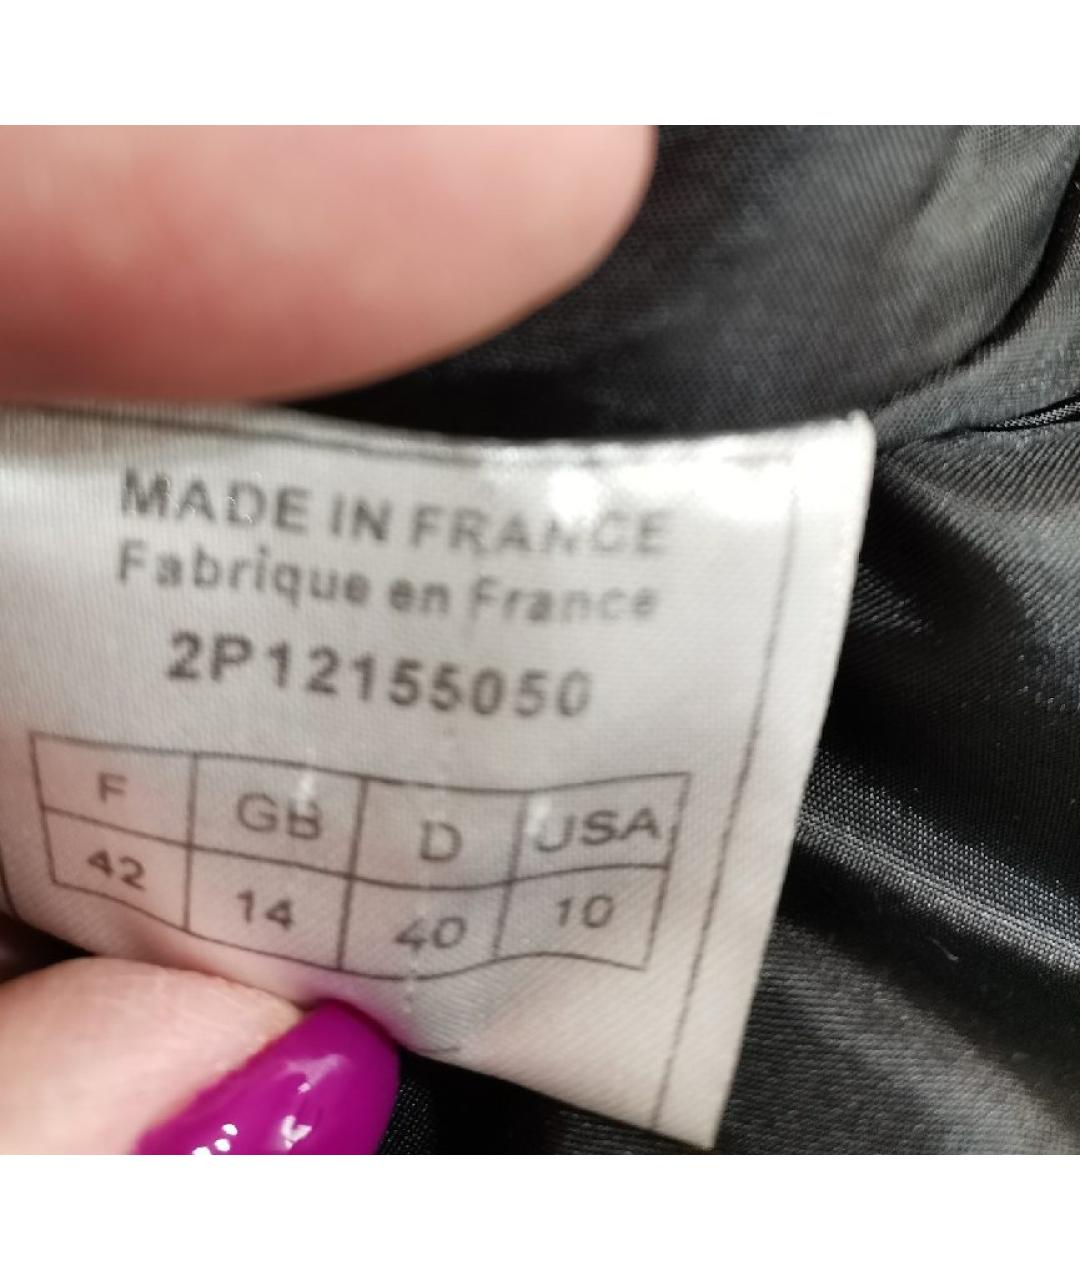 MADE IN FRANCE
Fabrique en France
2P12155050
F GB D USA
42 14 40 10